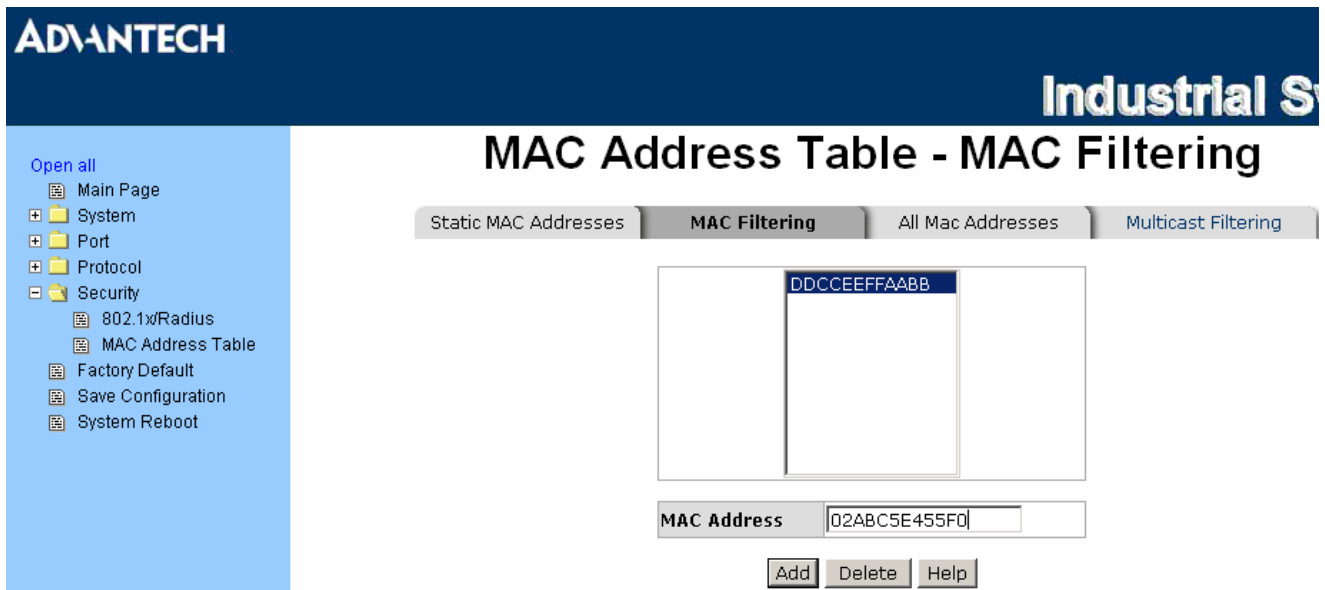 ADVANTECH
Industrial
MAC Address Table - MAC Filtering
Open all
Main Page
System
Port
Protocol
Security
802.1x/Radius
MAC Address Table
Factory Default
Save Configuration
System Reboot
Static MAC Addresses
MAC Filtering
All Mac Addresses
Multicast Filtering
DDCCEEFFAABB
MAC Address
02ABC5E455F0
Add
Delete
Help